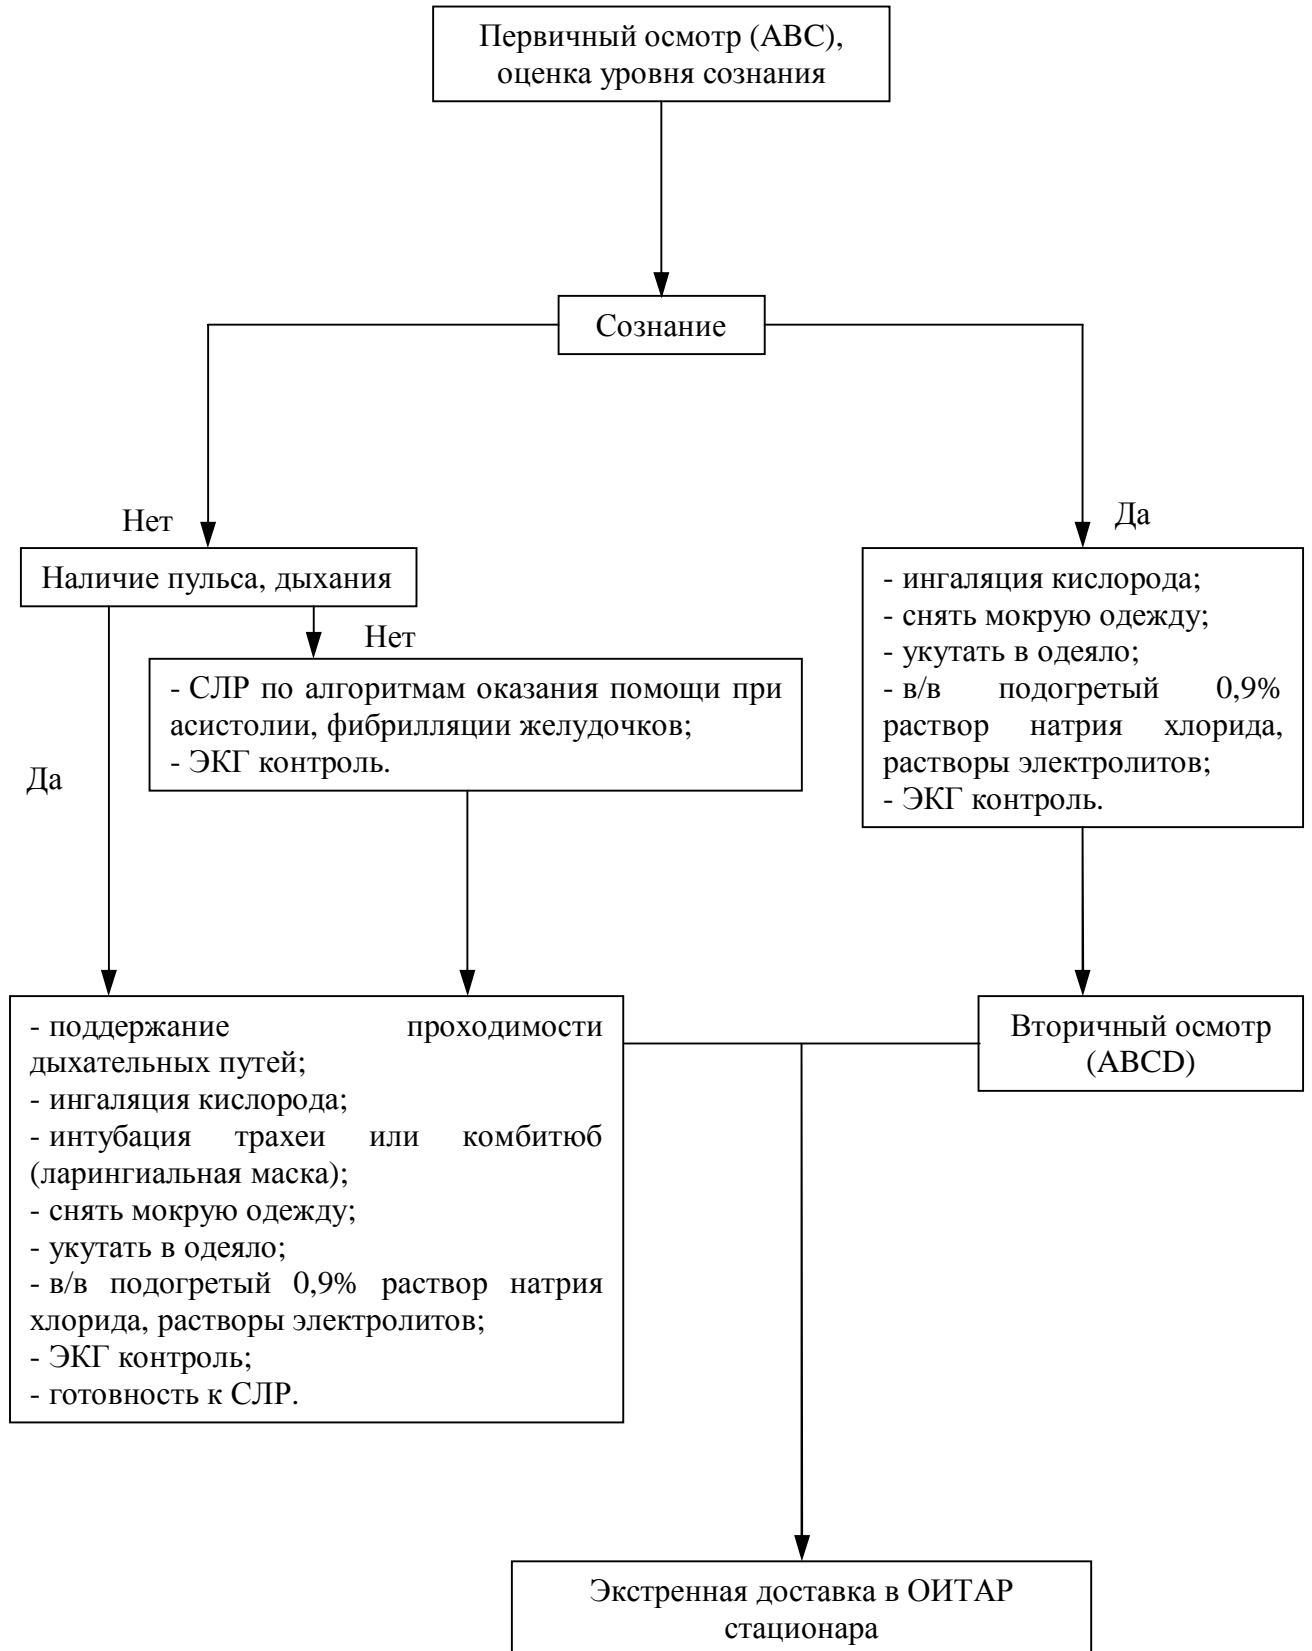 Первичный осмотр (ABC),
оценка уровня сознания
Сознание
Нет
Да
Наличие пульса, дыхания
- ингаляция кислорода;
- снять мокрую одежду;
- укутать в одеяло;
- в/в подогретый 0,9%
раствор натрия хлорида,
растворы электролитов;
- ЭКГ контроль.
Нет
- СЛР по алгоритмам оказания помощи при
асистолии, фибрилляции желудочков;
- ЭКГ контроль.
Да
- поддержание проходимости
дыхательных путей;
- ингаляция кислорода;
- интубация трахеи или комбитюб
(ларингиальная маска);
- снять мокрую одежду;
- укутать в одеяло;
- в/в подогретый 0,9% раствор натрия
хлорида, растворы электролитов;
- ЭКГ контроль;
- готовность к СЛР.
Вторичный осмотр
(ABCD)
Экстренная доставка в ОИТАР
стационара